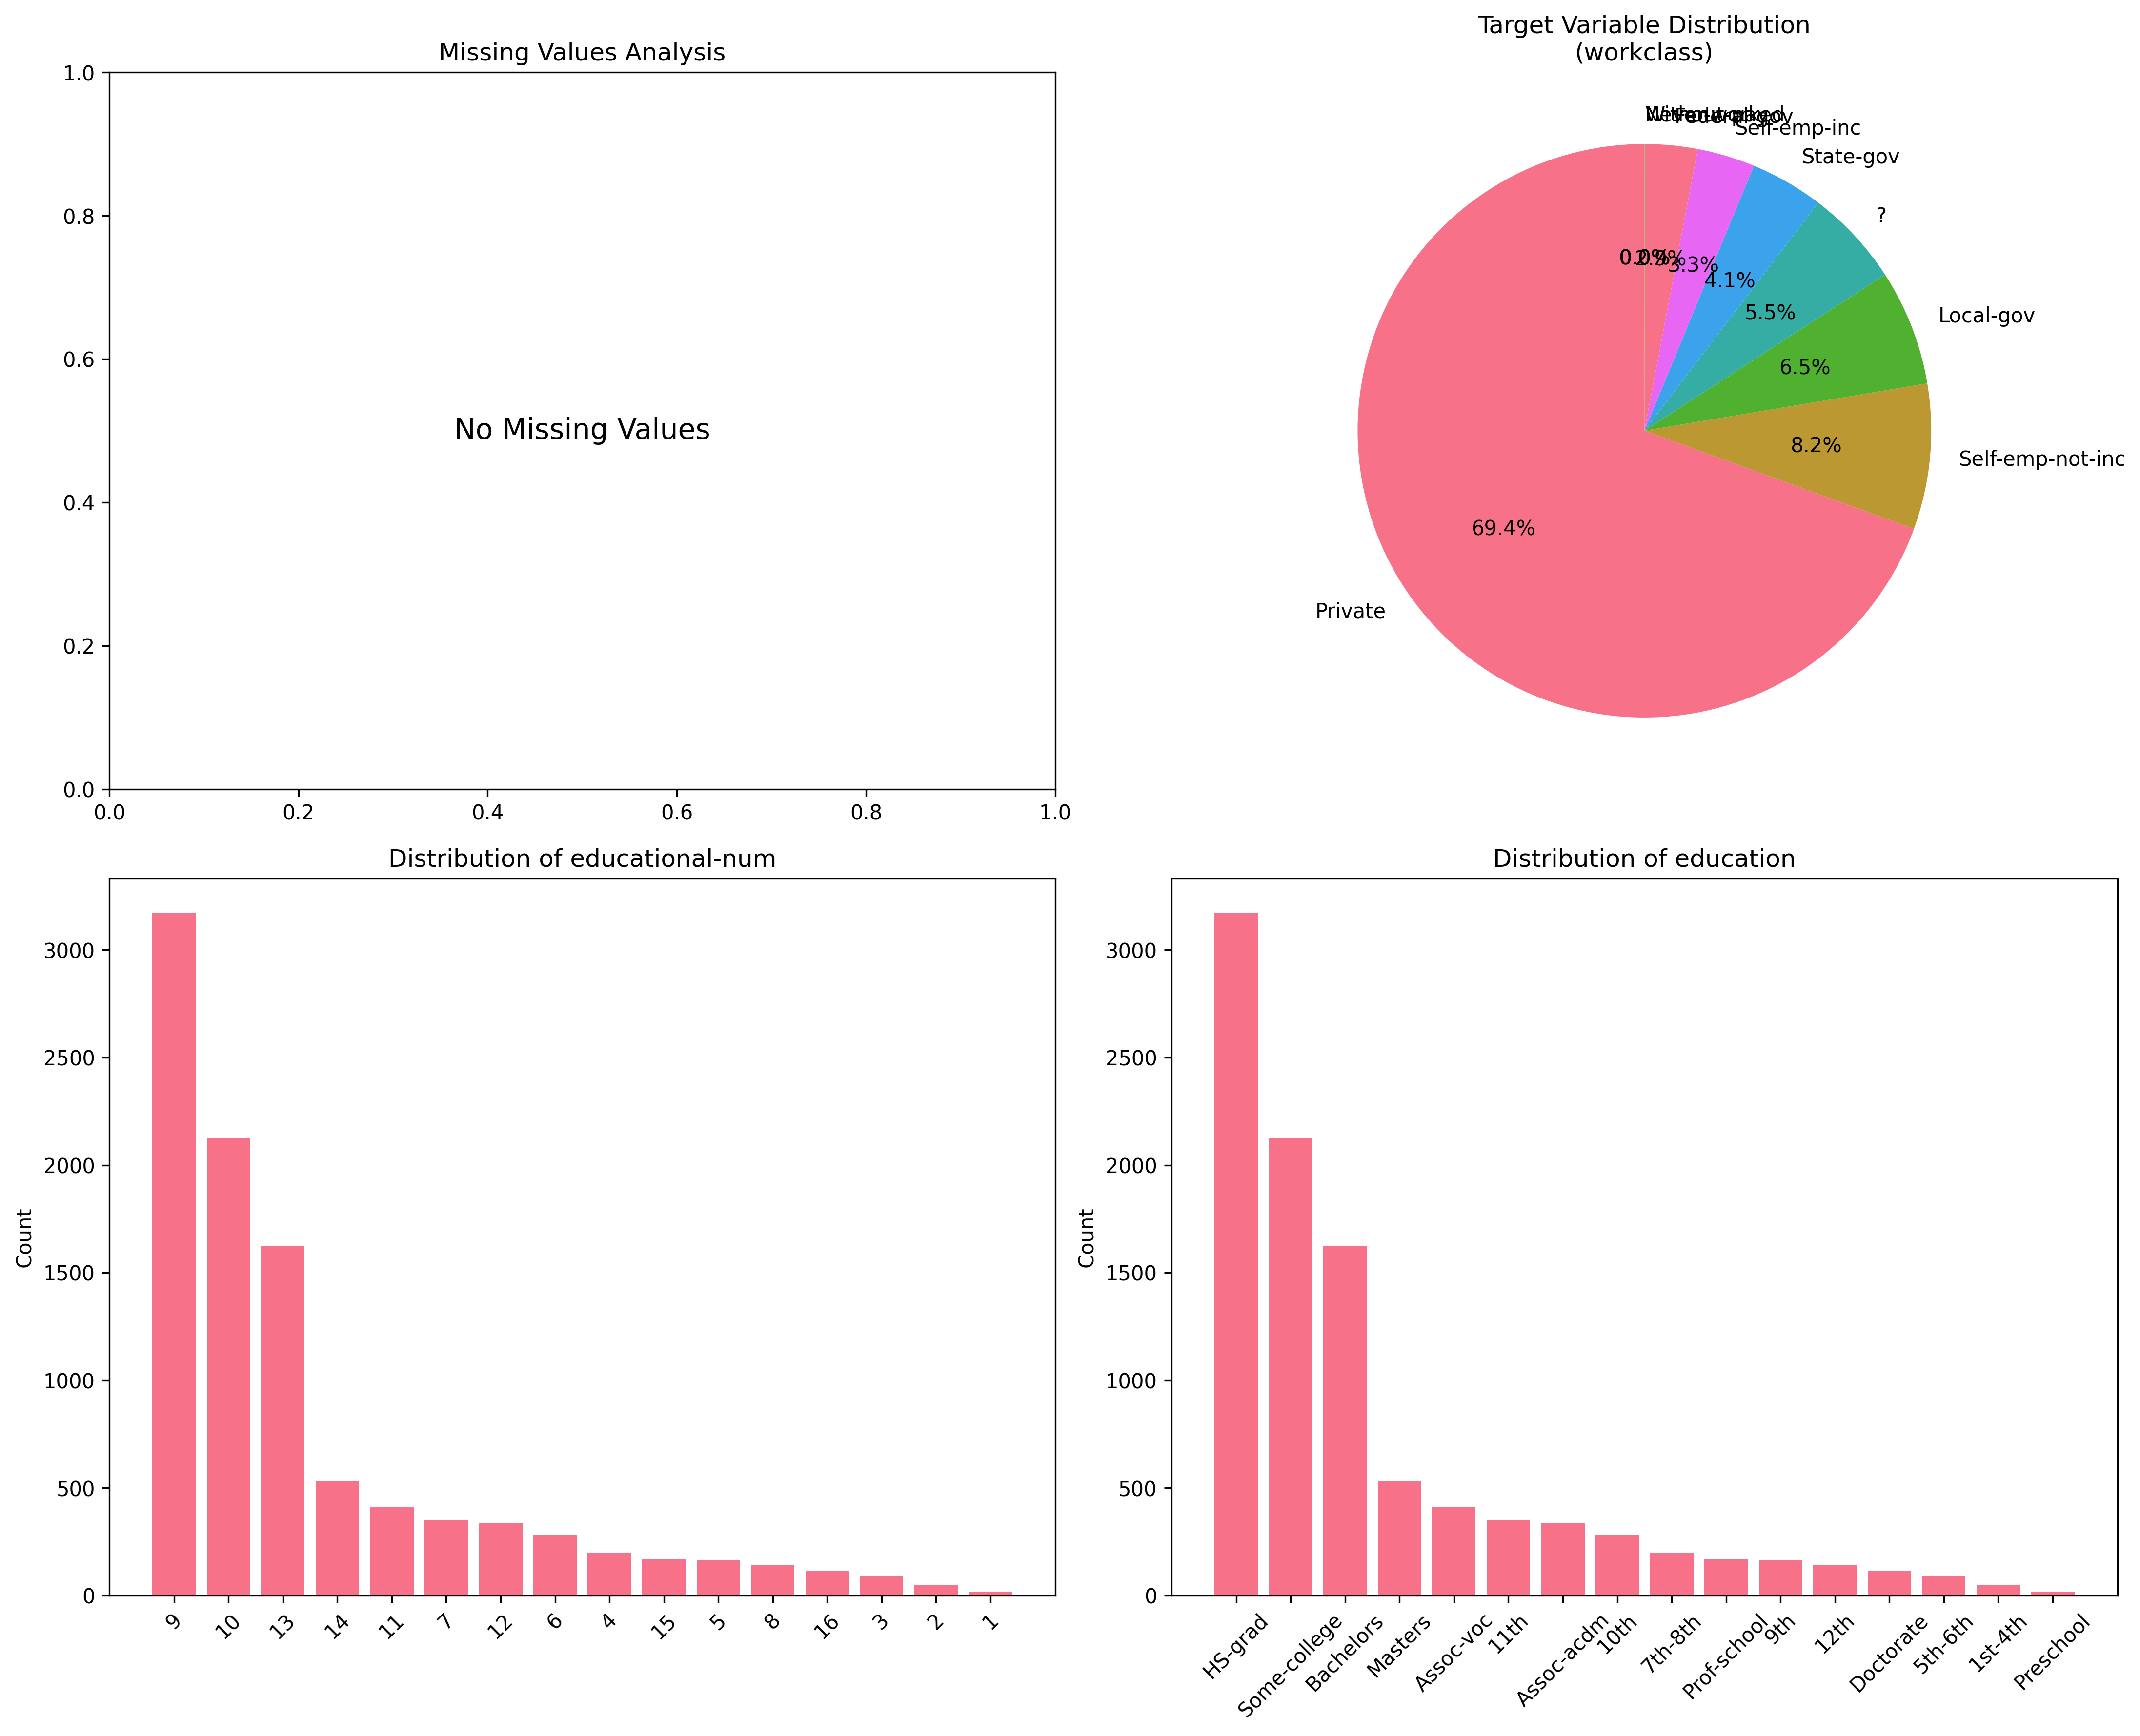 Missing Values Analysis
1.0
0.8
0.6
0.4
0.2
0.0
No Missing Values
0.0 0.2 0.4 0.6 0.8 1.0
Target Variable Distribution
(workclass)
Self-emp-inc
State-gov
?
Local-gov
Self-emp-not-inc
Private
3.3%
4.1%
5.5%
6.5%
8.2%
69.4%
Distribution of educational-num
Count
3000
2500
2000
1500
1000
500
0
9 10 13 14 11 7 12 6 4 15 5 8 16 3 2 1
Distribution of education
Count
3000
2500
2000
1500
1000
500
0
HS-grad
Some-college
Bachelors
Masters
Assoc-voc
11th
Assoc-acdm
10th
7th-8th
Prof-school
9th
12th
Doctorate
5th-6th
1st-4th
Preschool